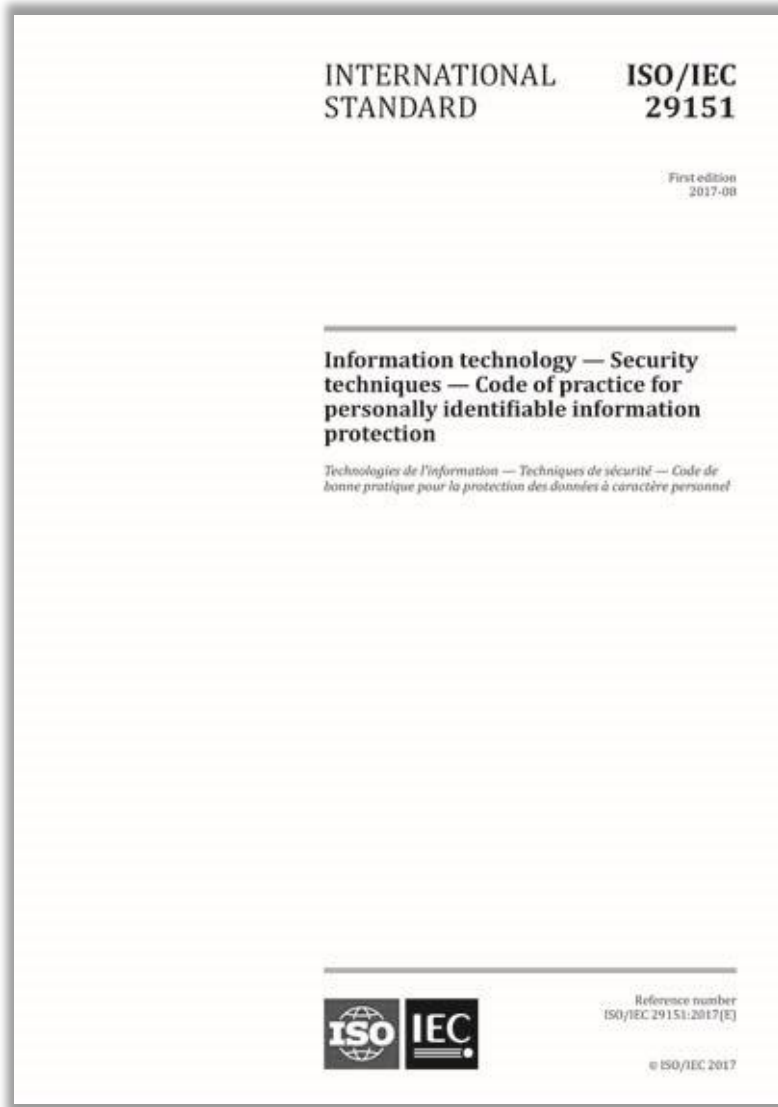 INTERNATIONAL STANDARD
ISO/IEC 29151
First edition
2017-08
Information technology — Security
techniques — Code of practice for
personally identifiable information
protection
Technologies de l'information — Techniques de sécurité — Code de
bonne pratique pour la protection des données à caractère personnel
ISO
IEC
Reference number
ISO/IEC 29151:2017(E)
© ISO/IEC 2017